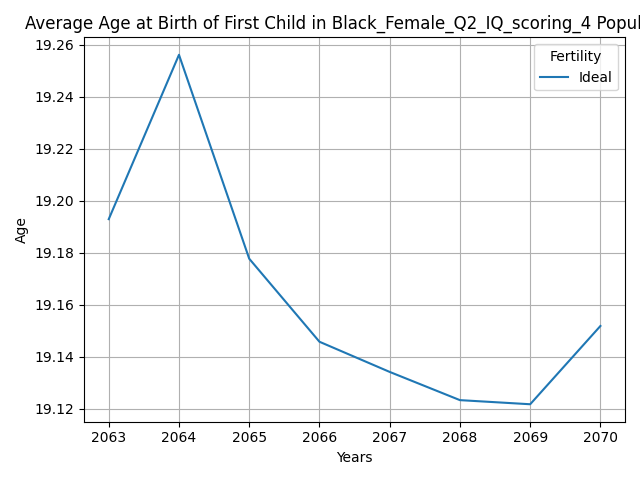 Average Age at Birth of First Child in Black_Female_Q2_IQ_scoring_4 Popul
Fertility
Ideal
19.26
19.24
19.22
19.20
19.18
19.16
19.14
19.12
Age
2063 2064 2065 2066 2067 2068 2069 2070
Years